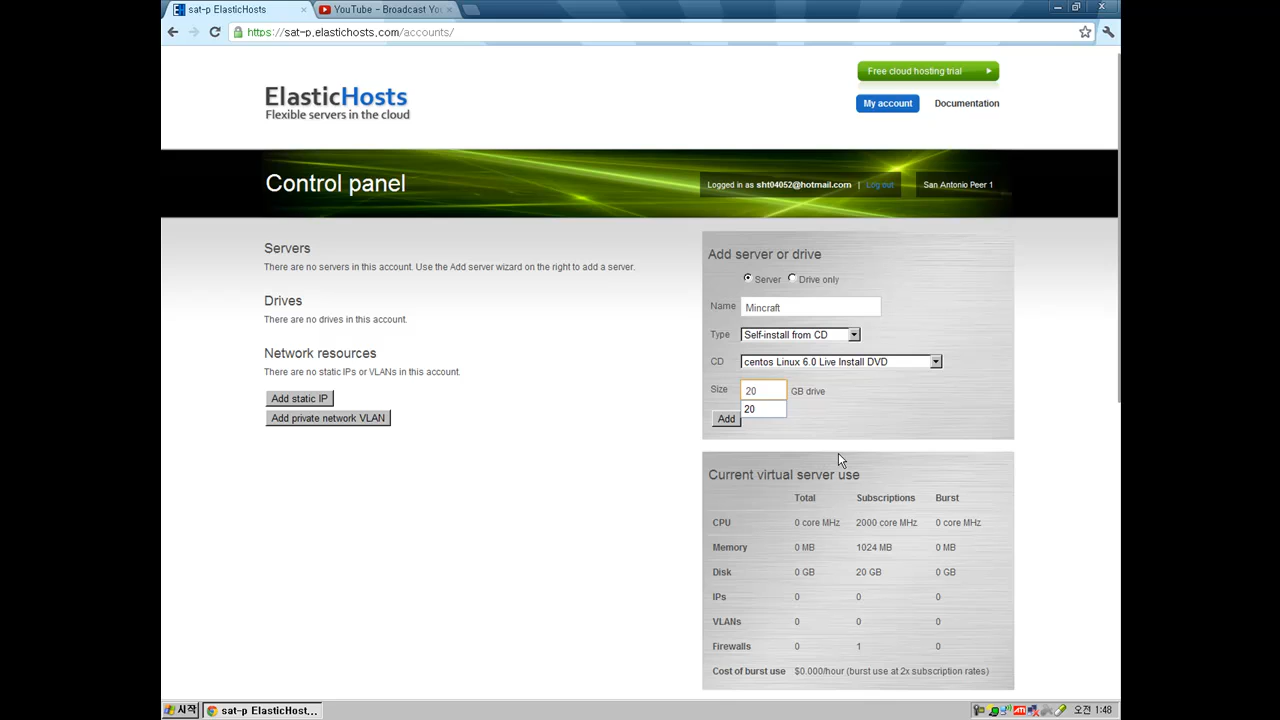 sat-p ElasticHosts
YouTube - Broadcast Yo
https://sat-p.elastichosts.com/accounts/
Free cloud hosting trial
ElasticHosts
Flexible servers in the cloud
My account
Documentation
Control panel
Logged in as sht04052@hotmail.com | Log out
San Antonio Peer 1
Servers
There are no servers in this account. Use the Add server wizard on the right to add a server.
Drives
There are no drives in this account.
Network resources
There are no static IPs or VLANs in this account.
Add static IP
Add private network VLAN
Add server or drive
Server Drive only
Name Mincraft
Type Self-install from CD
CD centos Linux 6.0 Live Install DVD
Size 20 GB drive
20
Add
Current virtual server use
Total Subscriptions Burst
CPU 0 core MHz 2000 core MHz 0 core MHz
Memory 0 MB 1024 MB 0 MB
Disk 0 GB 20 GB 0 GB
IPs 0 0 0
VLANs 0 0 0
Firewalls 0 1 0
Cost of burst use $0.000/hour (burst use at 2x subscription rates)
시작
sat-p ElasticHost...
오전 1:48